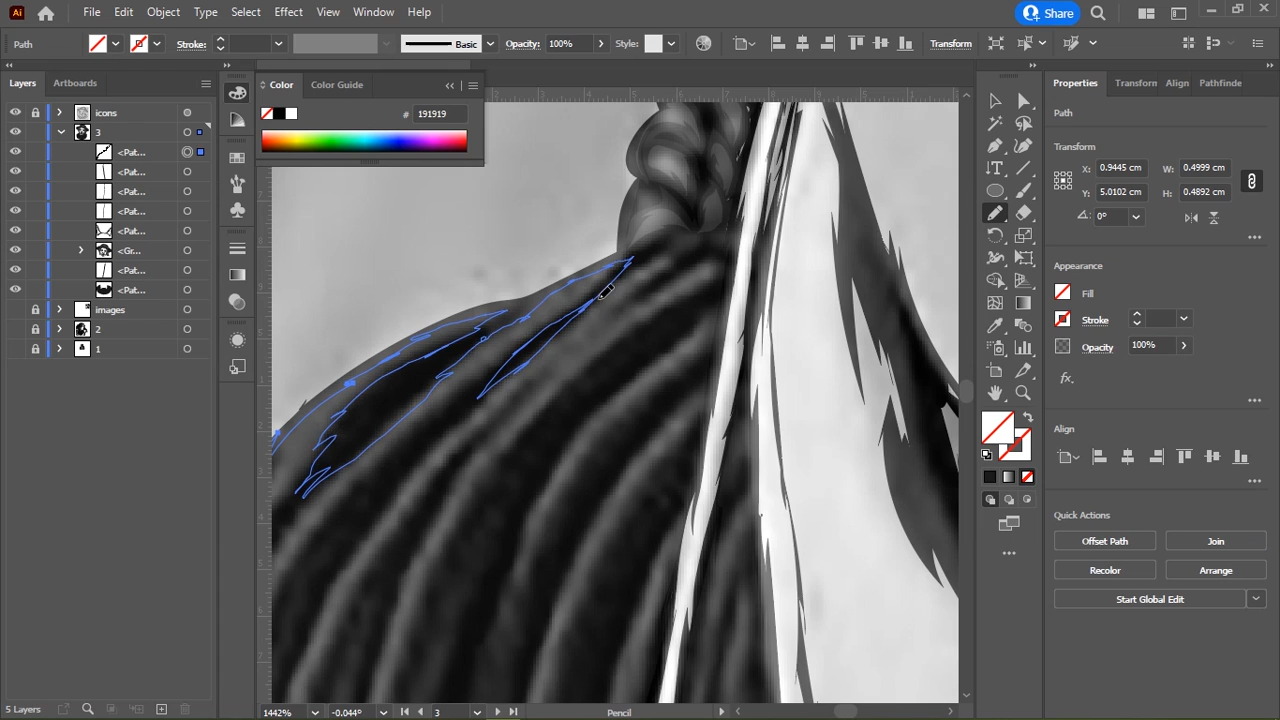 Ai File Edit Object Type Select Effect View Window Help Share
Path Stroke: Basic Opacity: 100% Style: Transform
Layers Artboards Color Color Guide Properties Transform Align Pathfinde
# 191919
icons
3
<Pat...
<Pat...
<Pat...
<Pat...
<Pat...
<Gr...
<Pat...
<Pat...
images
2
1
Path
Transform
X: 0.9445 cm W: 0.4999 cm
Y: 5.0102 cm H: 0.4892 cm
0°
Appearance
Fill
Stroke
Opacity 100%
fx.
Align
Quick Actions
Offset Path Join
Recolor Arrange
Start Global Edit
5 Layers 1442% -0.044° 3 Pencil